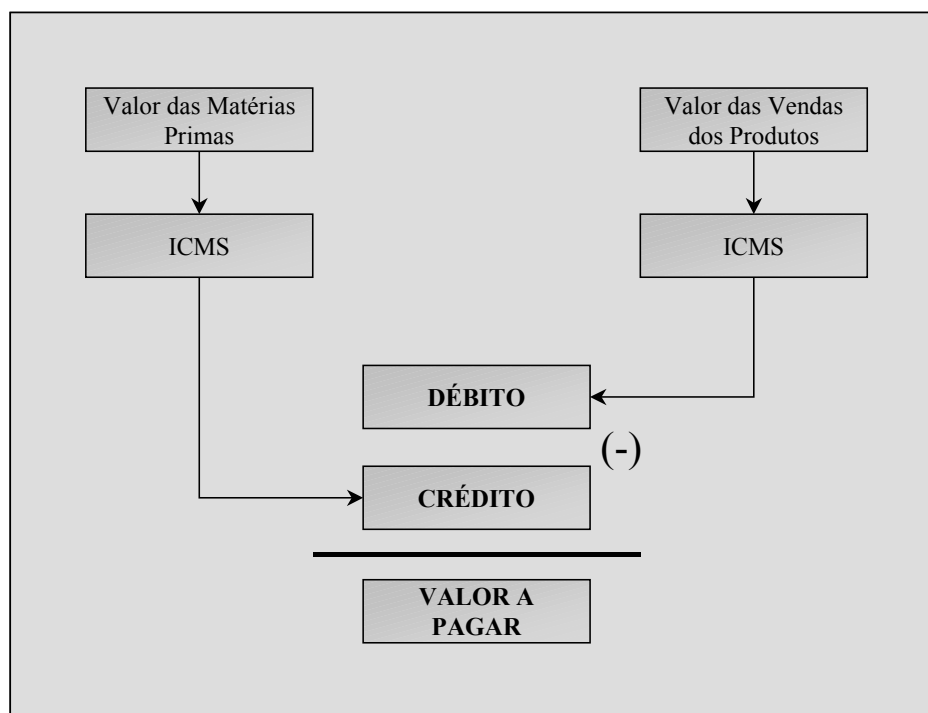 Valor das Matérias
Primas
Valor das Vendas
dos Produtos
ICMS
ICMS
DÉBITO
(-)
CRÉDITO
VALOR A
PAGAR